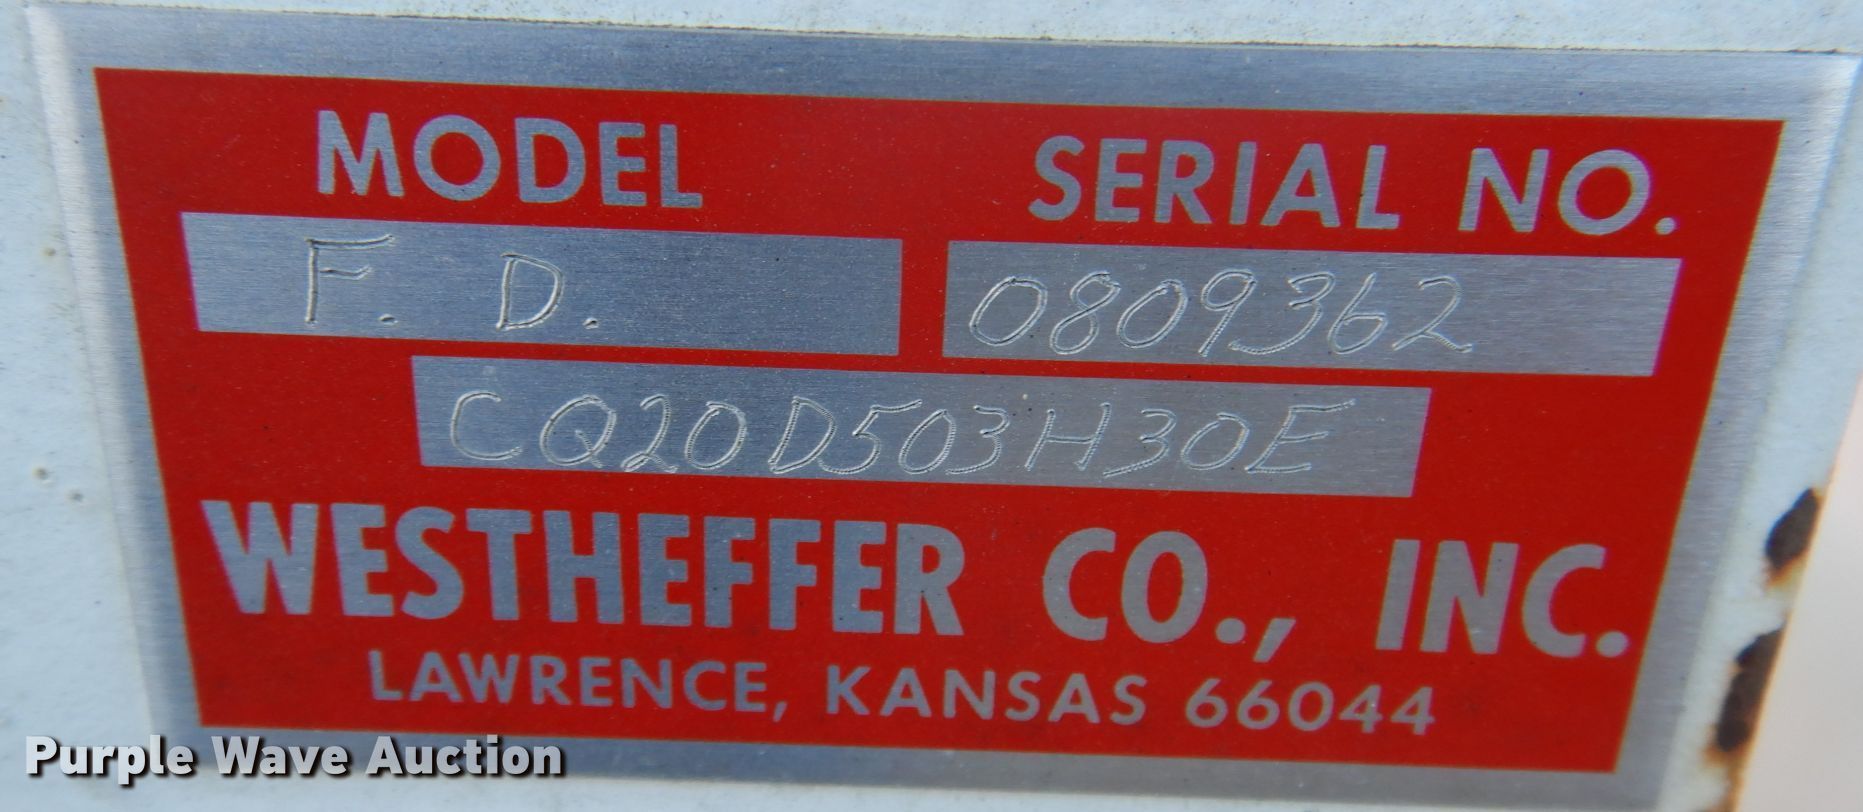 MODEL SERIAL NO.
F. D. 0809362
CQ20D503H30E
WESTHEFFER CO., INC.
LAWRENCE, KANSAS 66044
Purple Wave Auction